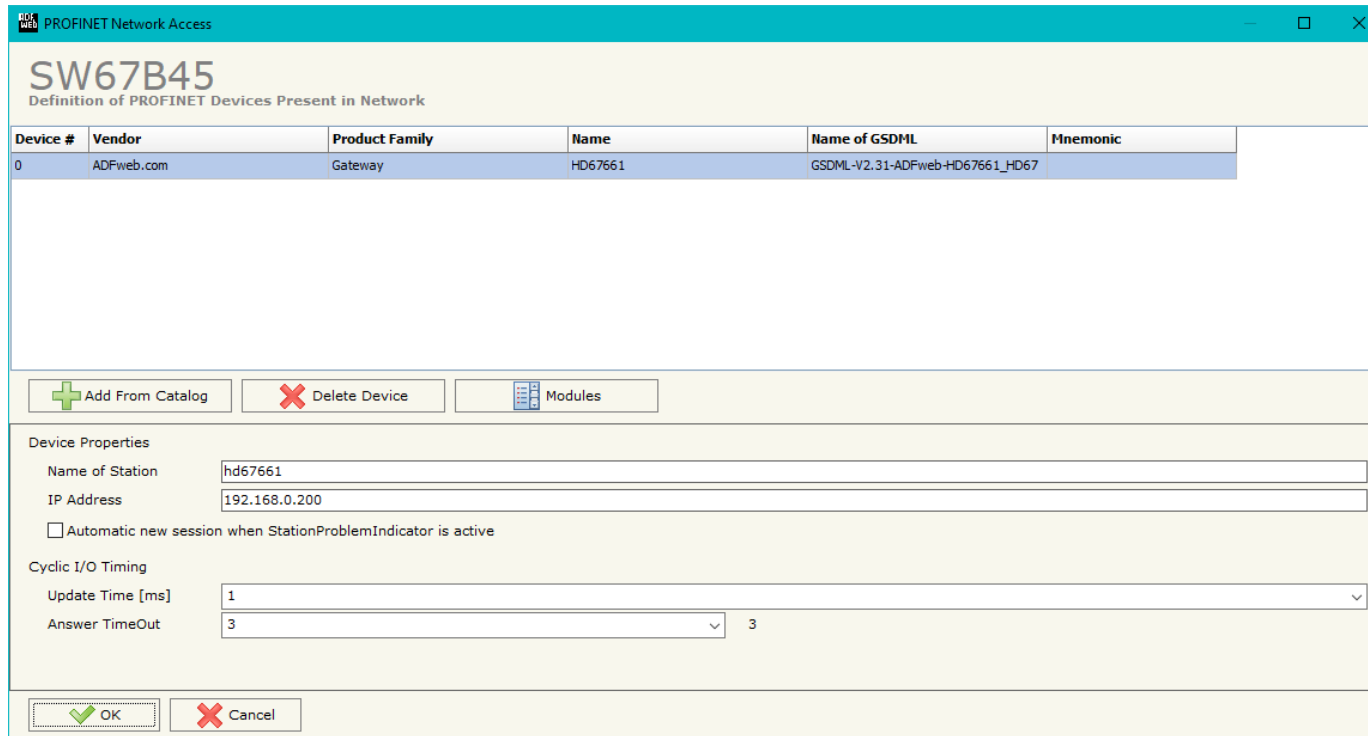 ADF WEB PROFINET Network Access
SW67B45
Definition of PROFINET Devices Present in Network
Device # Vendor Product Family Name Name of GSDML Mnemonic
0 ADFweb.com Gateway HD67661 GSDML-V2.31-ADFweb-HD67661_HD67
Add From Catalog Delete Device Modules
Device Properties
Name of Station hd67661
IP Address 192.168.0.200
Automatic new session when StationProblemIndicator is active
Cyclic I/O Timing
Update Time [ms] 1
Answer TimeOut 3 3
OK Cancel